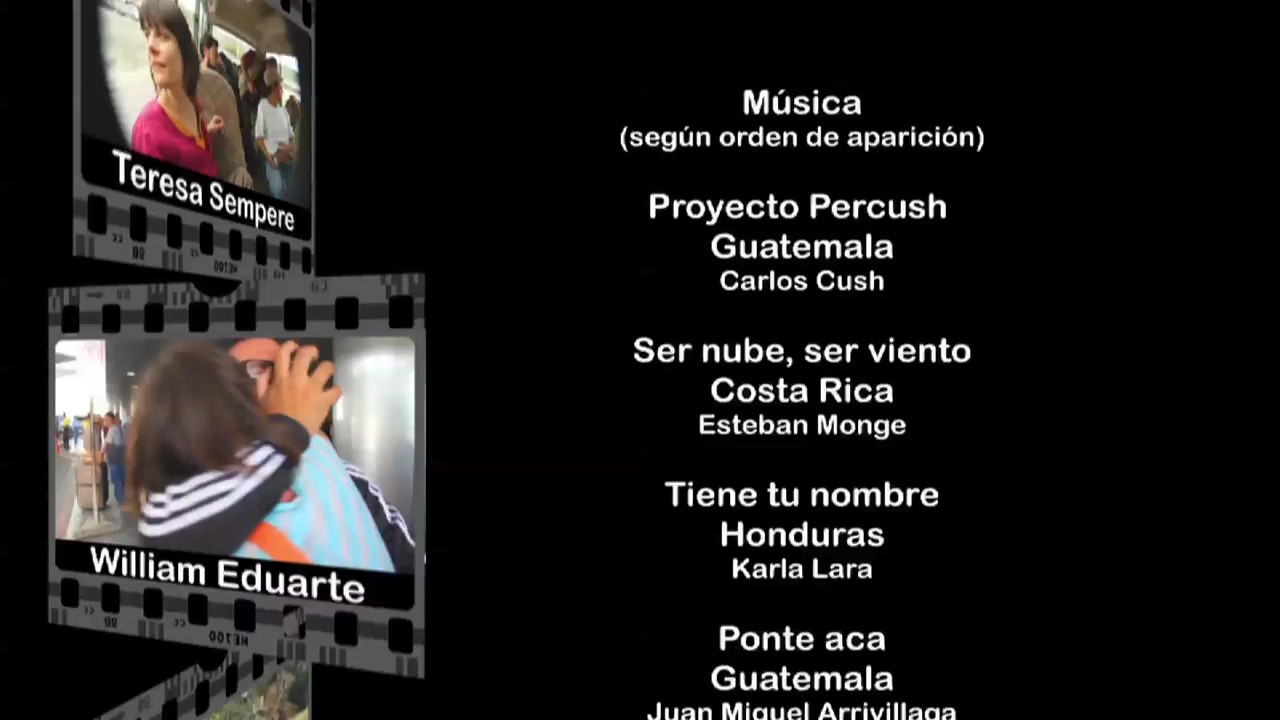 Teresa Sempere
William Eduarte
Música
(según orden de aparición)
Proyecto Percush
Guatemala
Carlos Cush
Ser nube, ser viento
Costa Rica
Esteban Monge
Tiene tu nombre
Honduras
Karla Lara
Ponte aca
Guatemala
Juan Miguel Arrivillaga